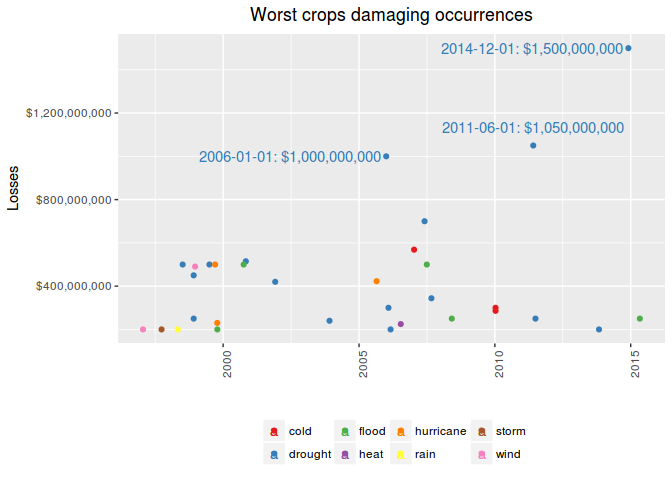 Worst crops damaging occurrences
2014-12-01: $1,500,000,000
2011-06-01: $1,050,000,000
2006-01-01: $1,000,000,000
Losses
$1,200,000,000
$800,000,000
$400,000,000
2000
2005
2010
2015
a cold a flood a hurricane a storm
a drought a heat a rain a wind